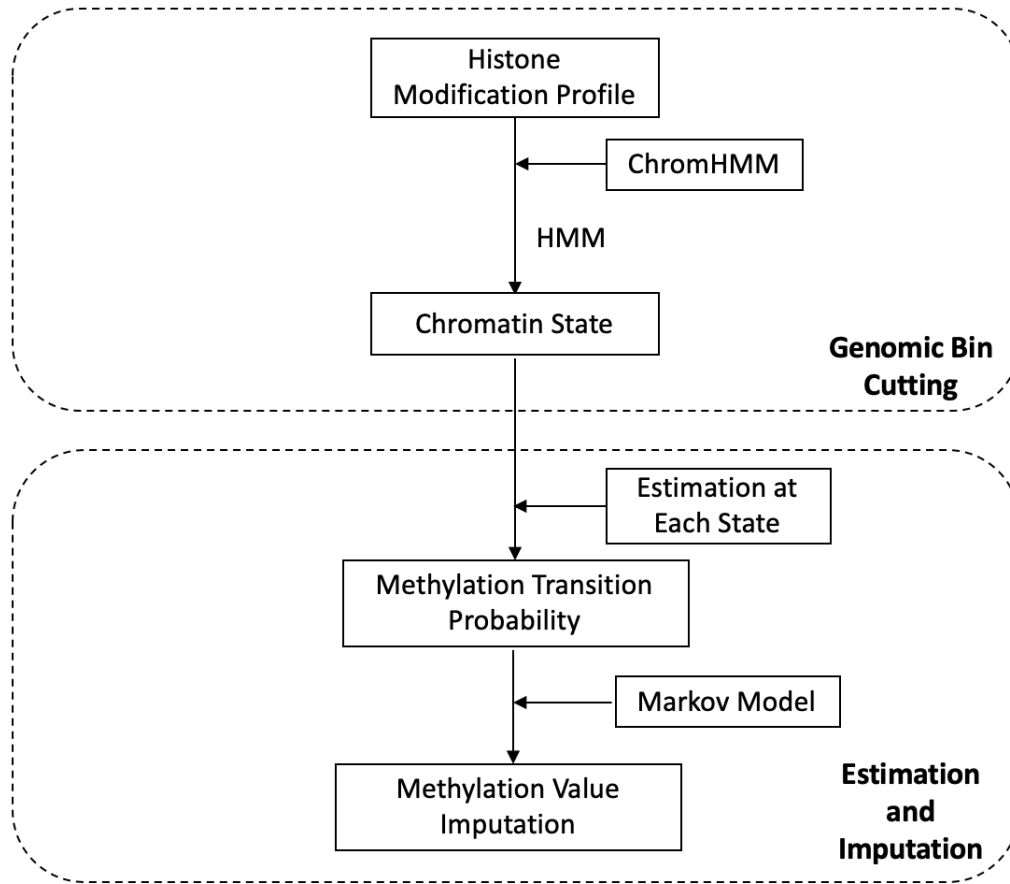 Histone
Modification Profile
ChromHMM
HMM
Chromatin State
Genomic Bin
Cutting
Estimation at
Each State
Methylation Transition
Probability
Markov Model
Methylation Value
Imputation
Estimation
and
Imputation